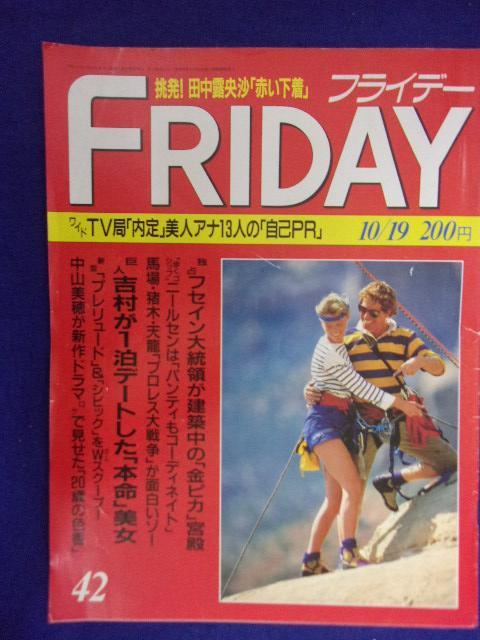 挑発!田中露央沙「赤い下着」
フライデー
FRIDAY
ワイド TV局「内定」美人アナ13人の「自己PR」
10/19 200円
独占 フセイン大統領が建築中の「金ピカ」宮殿
ニールセンは、「パンティもコーディネイト」
馬場・猪木・天龍「プロレス大戦争」が面白いゾー
巨人 吉村が1泊デートした「本命」美女
新型「プレリュード」&「シビック」をWスクープ
中山美穂が新作ドラマ。で見せた「20歳の色香」
42